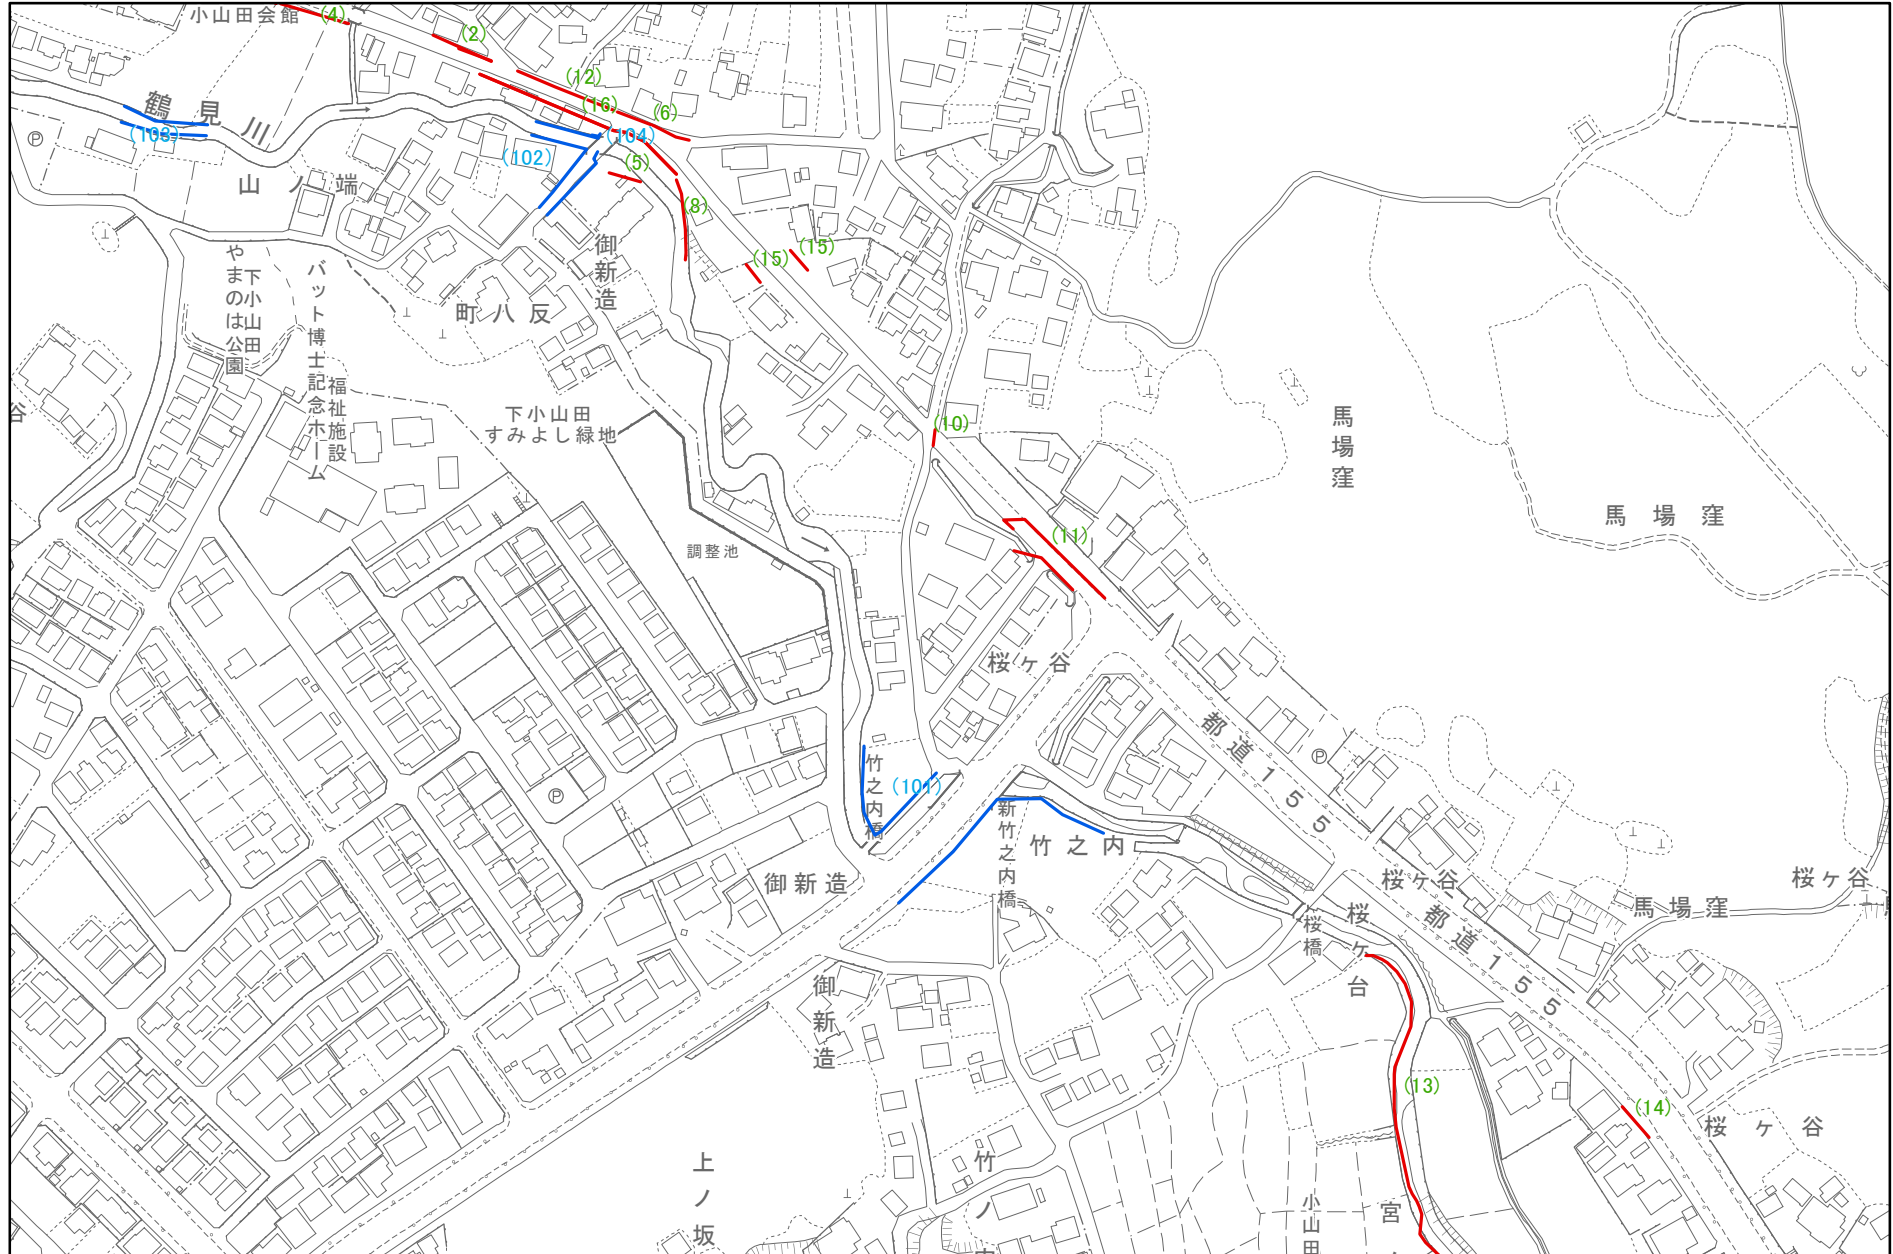 小山田会館
(4)
(2)
(12)
(16)
(6)
鶴見川
(103)
(104)
(102)
(5)
P
山ノ端
(8)
御新造
(15)
(15)
下小山田
やまのは公園
バット博士記念ホーム
福祉施設
町八反
谷
下小山田
すみよし緑地
(10)
馬場窪
馬場窪
(11)
調整池
桜ヶ谷
都道155
P
竹之内橋
(101)
新竹之内橋
竹之内
P
御新造
桜ヶ谷
桜ヶ谷
馬場窪
都道155
桜橋
桜ヶ台
御新造
(13)
(14)
桜ヶ谷
上ノ坂
竹ノ
小山田
宮